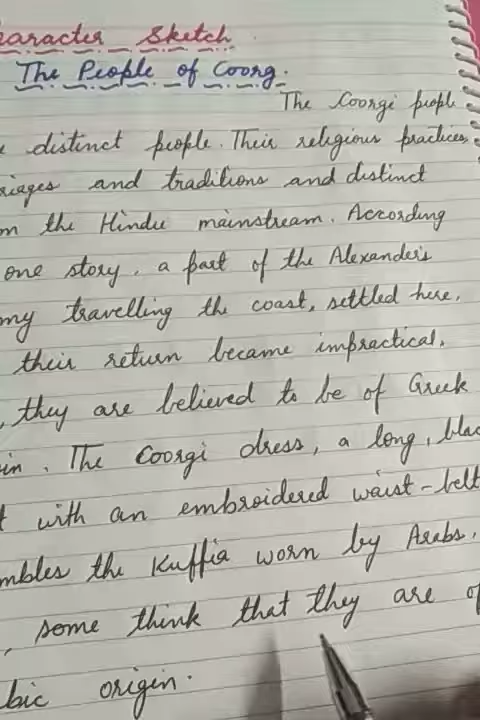 aracter Sketch
The People of Coorg.
The Coorgi people
distinct people. Their religious practices,
riages and traditions and distinct
m the Hindu mainstream. According
one story, a part of the Alexander's
my travelling the coast, settled here,
their return became impractical.
, they are believed to be of Greek
in. The Coorgi dress, a long, blac
t with an embroidered waist-belt
mbles the Kuffia worn by Arabs.
, some think that they are of
bic origin.